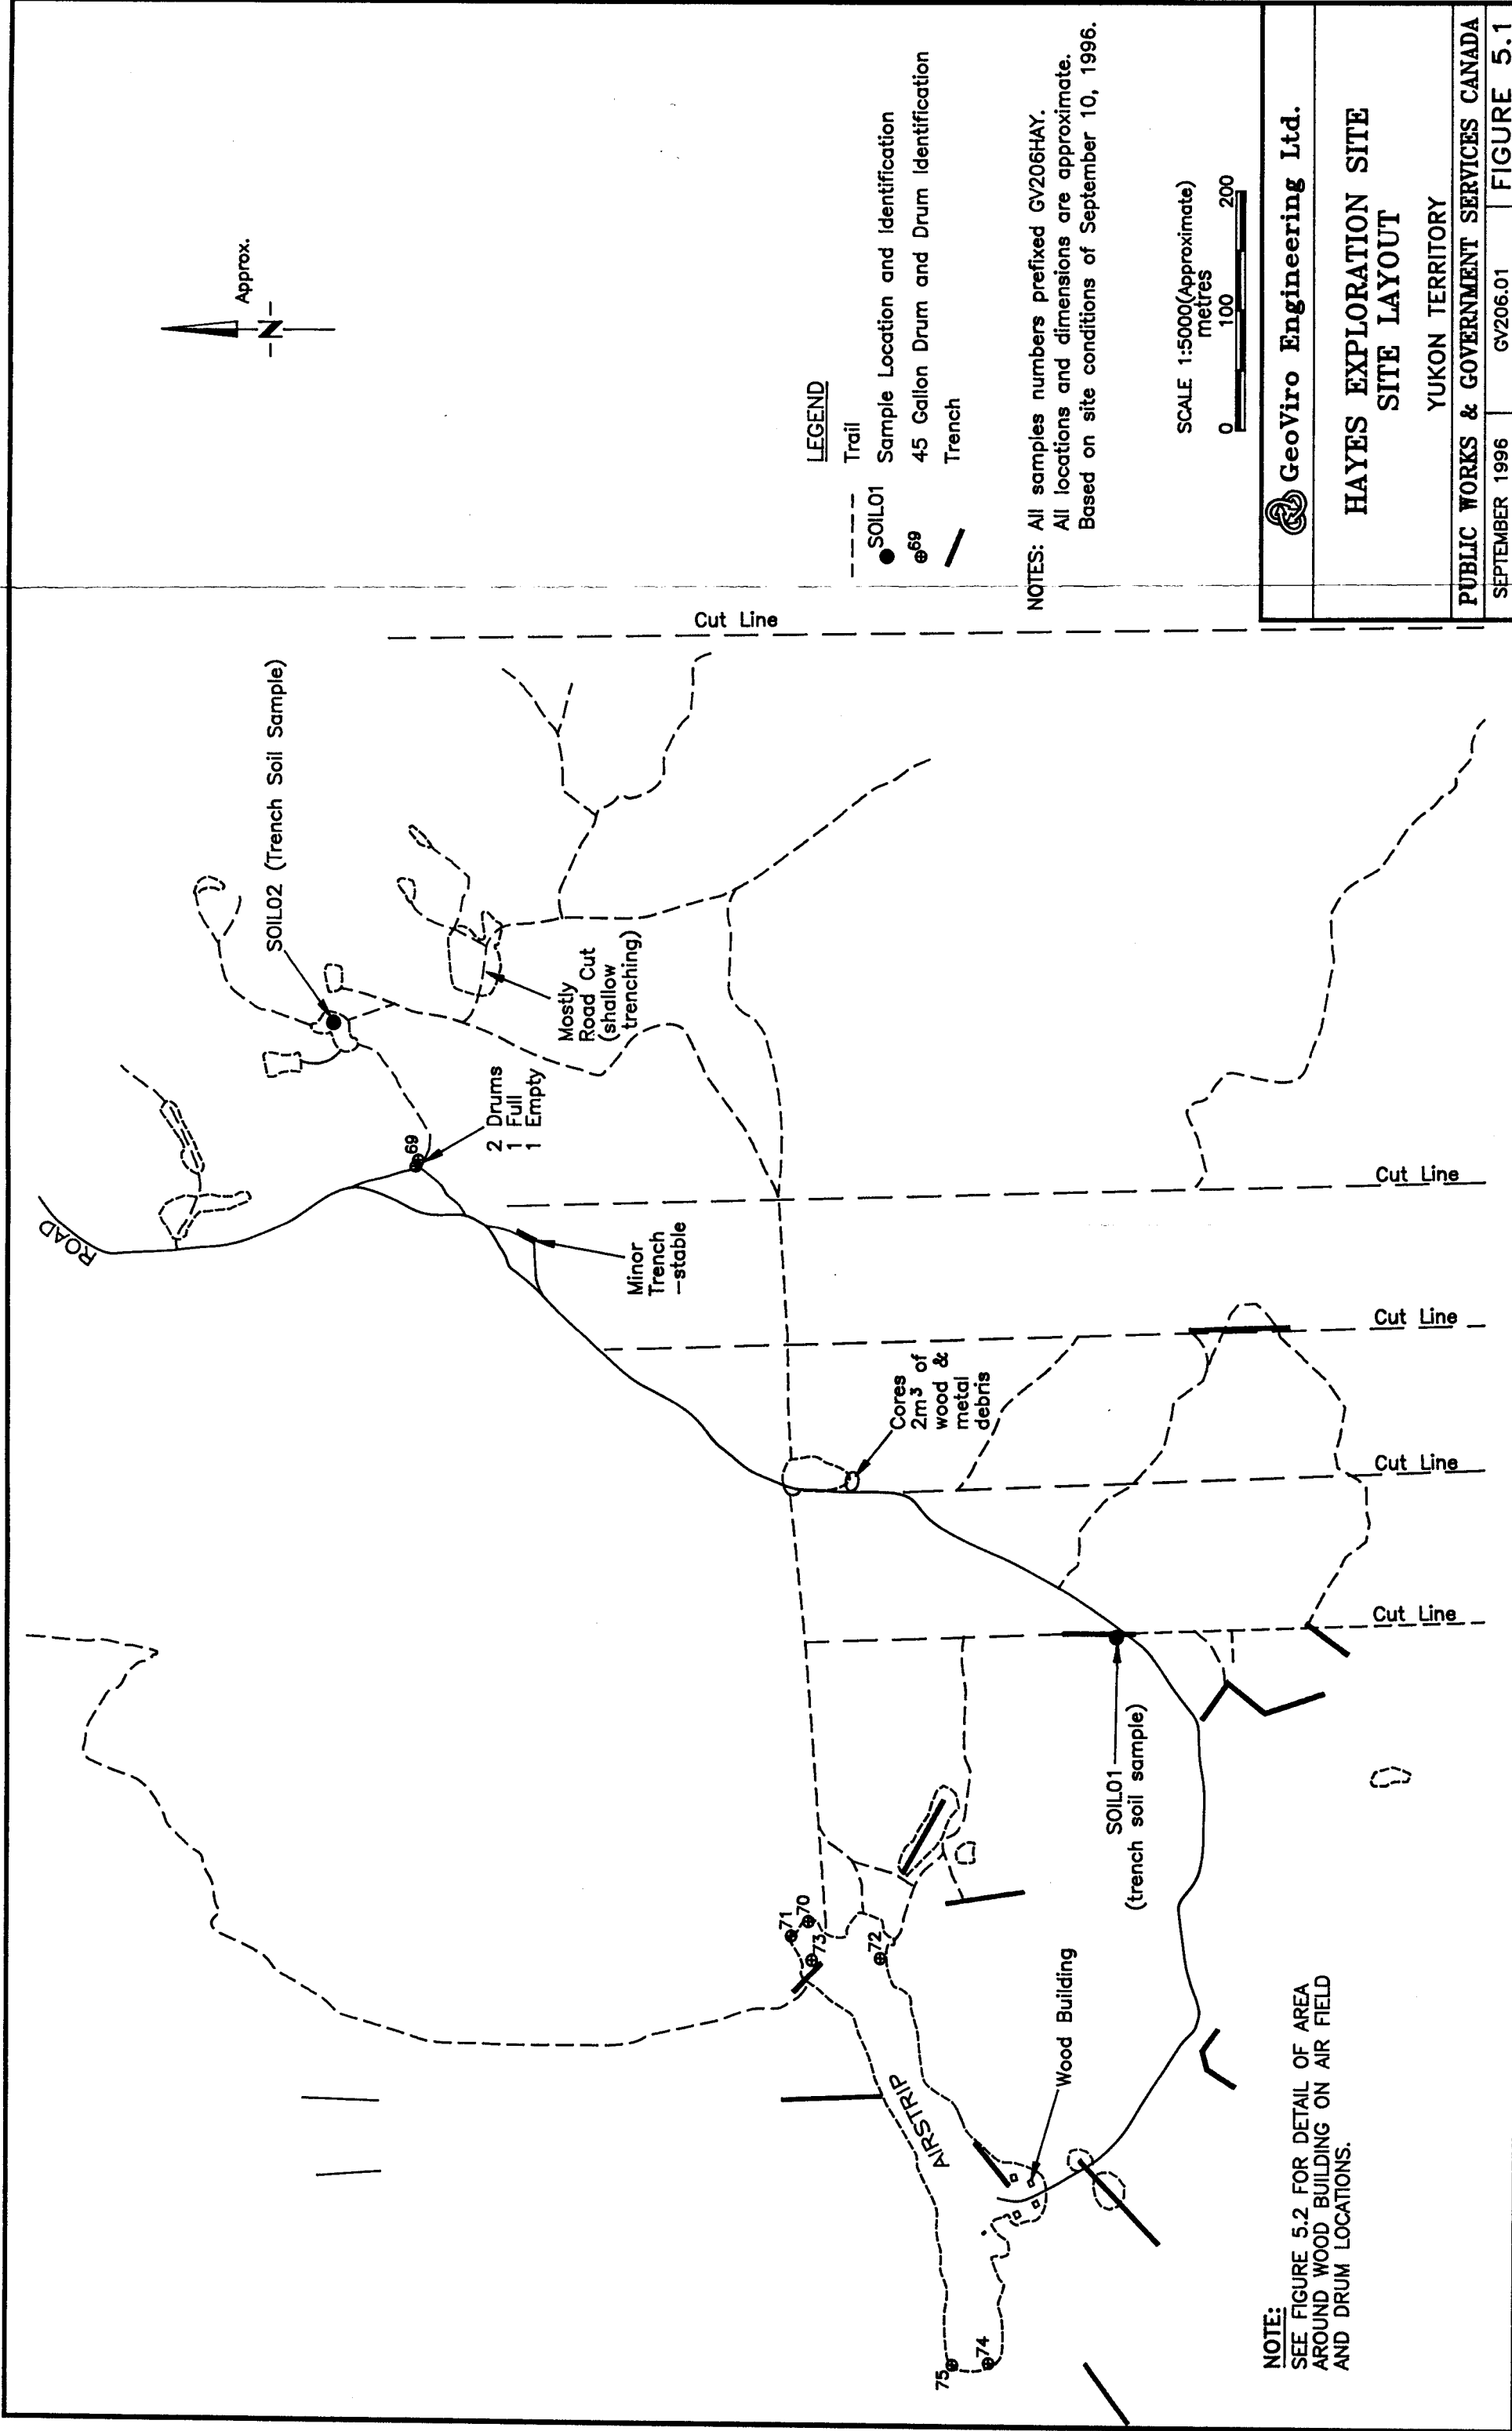 Approx.
-N-
LEGEND
Trail
SOIL01
Sample Location and Identification
69
45 Gallon Drum and Drum Identification
Trench
NOTES: All samples numbers prefixed GV206HAY.
All locations and dimensions are approximate.
Based on site conditions of September 10, 1996.
SCALE 1:5000(Approximate)
metres
0 100 200
GeoViro Engineering Ltd.
HAYES EXPLORATION SITE
SITE LAYOUT
YUKON TERRITORY
PUBLIC WORKS & GOVERNMENT SERVICES CANADA
SEPTEMBER 1996
GV206.01
FIGURE 5.1
Cut Line
SOIL02 (Trench Soil Sample)
Mostly
Road Cut
(shallow
trenching)
ROAD
69
2 Drums
1 Full
1 Empty
Minor
Trench
-stable
Cut Line
Cut Line
Cores
2m³ of
wood &
metal
debris
Cut Line
Cut Line
SOIL01
(trench soil sample)
71
70
73
72
AIRSTRIP
Wood Building
75
74
NOTE:
SEE FIGURE 5.2 FOR DETAIL OF AREA
AROUND WOOD BUILDING ON AIR FIELD
AND DRUM LOCATIONS.